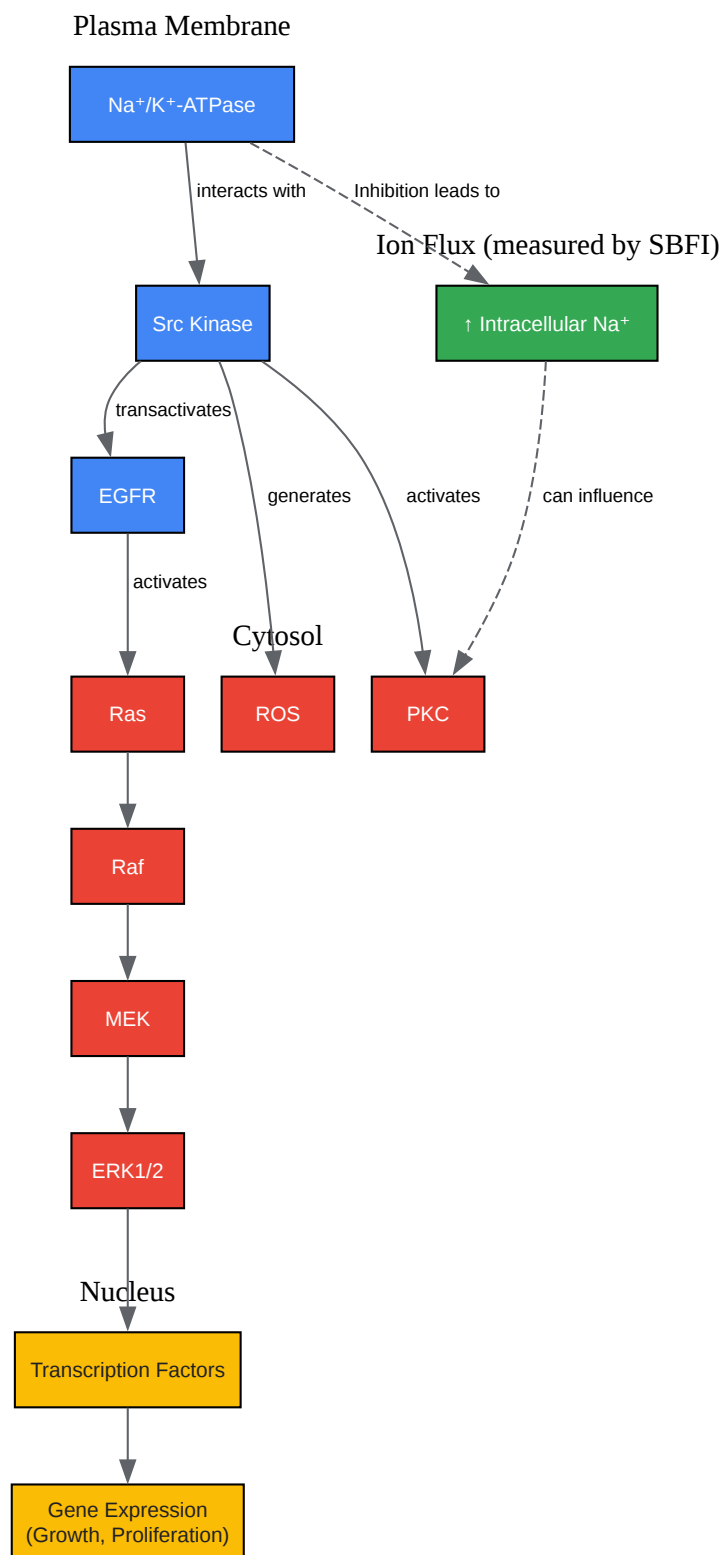 Plasma Membrane
Na⁺/K⁺-ATPase
interacts with
Inhibition leads to
Ion Flux (measured by SBFI)
Src Kinase
↑ Intracellular Na⁺
transactivates
EGFR
generates
activates
can influence
activates
Cytosol
Ras
ROS
PKC
Raf
MEK
ERK1/2
Nucleus
Transcription Factors
Gene Expression
(Growth, Proliferation)